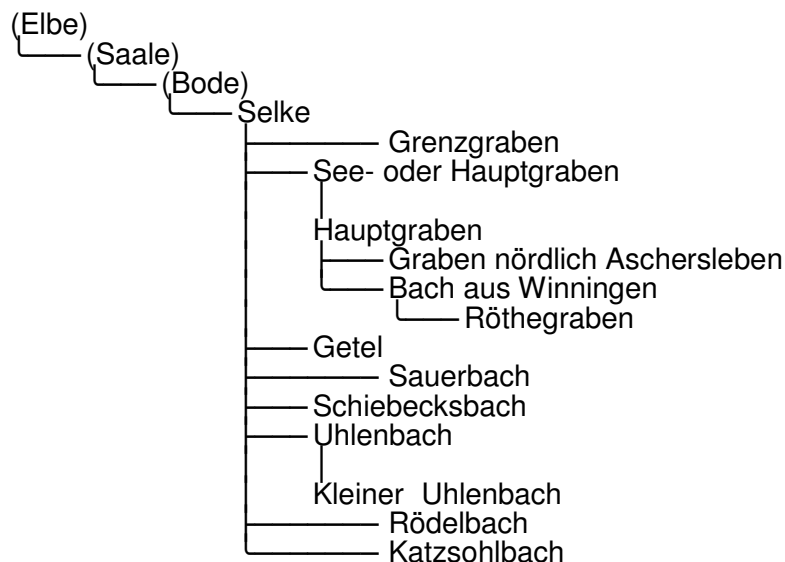 (Elbe)
(Saale)
(Bode)
Selke
Grenzgraben
See- oder Hauptgraben
Hauptgraben
Graben nördlich Aschersleben
Bach aus Winningen
Röthegraben
Getel
Sauerbach
Schiebecksbach
Uhlenbach
Kleiner Uhlenbach
Rödelbach
Katzsohlbach